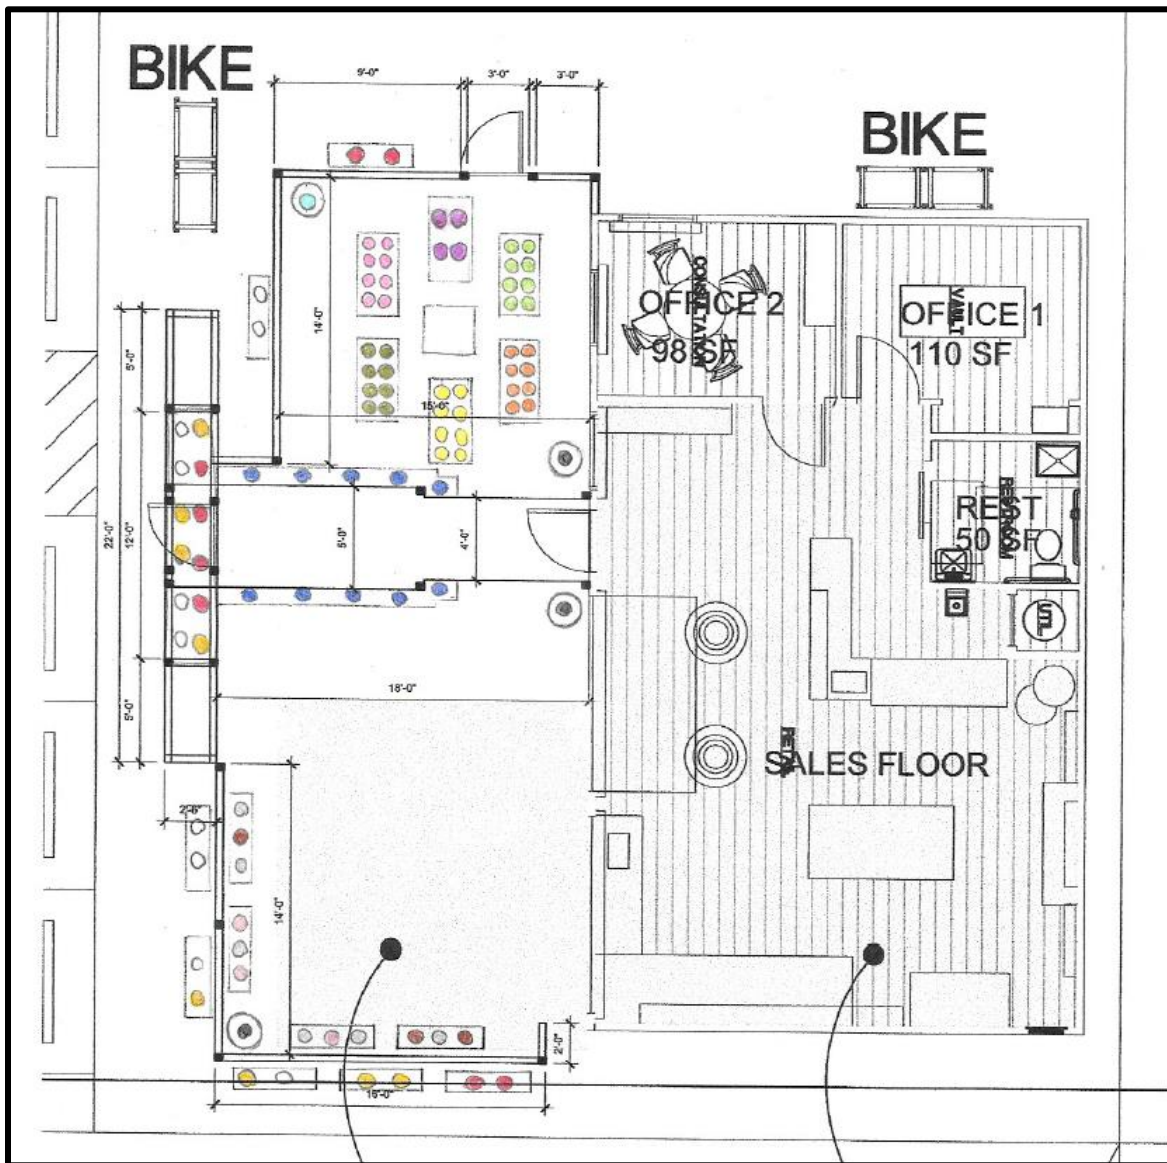 BIKE
9'-0"
3'-0"
3'-0"
BIKE
14'-0"
CONSULTATION
OFFICE 2
98 SF
VAULT
OFFICE 1
110 SF
5'-0"
15'-0"
22'-0"
12'-0"
5'-0"
4'-0"
RESTROOM
REST
50 SF
UTIL
5'-0"
18'-0"
RETAIL
SALES FLOOR
2'-6"
14'-0"
2'-0"
16'-0"